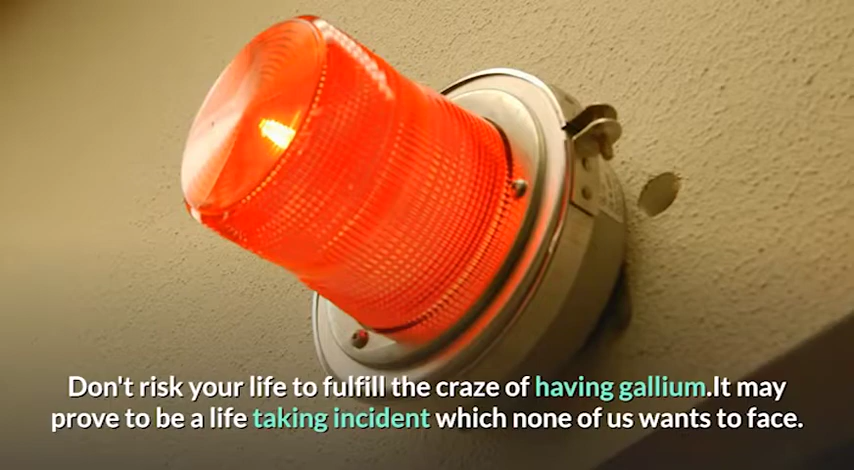 Don't risk your life to fulfill the craze of having gallium.It may
prove to be a life taking incident which none of us wants to face.